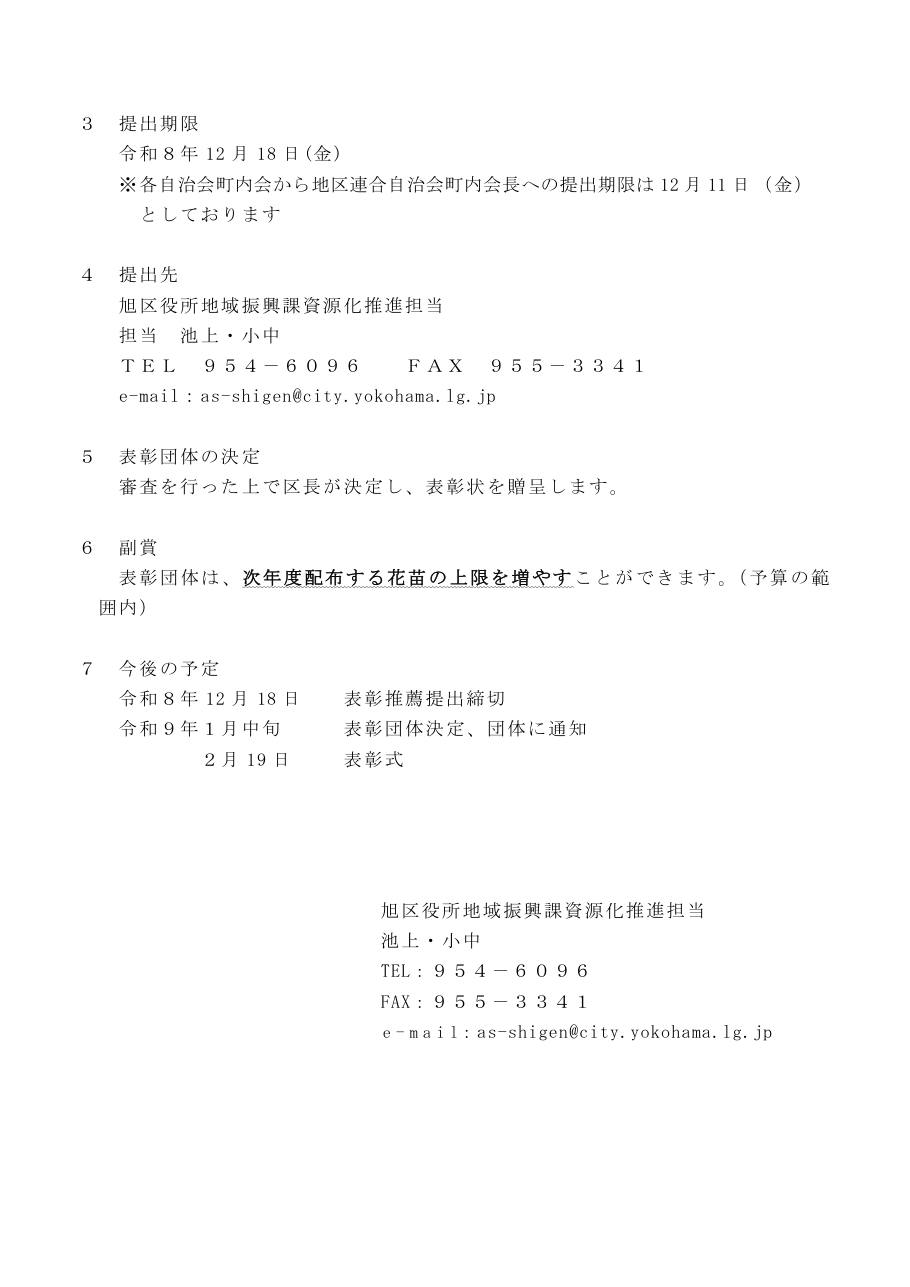 ３　提出期限
令和８年 12 月 18 日(金)
※各自治会町内会から地区連合自治会町内会長への提出期限は 12 月 11 日 （金）
としております
４　提出先
旭区役所地域振興課資源化推進担当
担当　池上・小中
ＴＥＬ　９５４－６０９６　　ＦＡＸ　９５５－３３４１
e-mail：as-shigen@city.yokohama.lg.jp
５　表彰団体の決定
審査を行った上で区長が決定し、表彰状を贈呈します。
６　副賞
表彰団体は、次年度配布する花苗の上限を増やすことができます。（予算の範
囲内）
７　今後の予定
令和８年 12 月 18 日　　表彰推薦提出締切
令和９年１月中旬　　　表彰団体決定、団体に通知
２月 19 日　　表彰式
旭区役所地域振興課資源化推進担当
池上・小中
TEL：９５４－６０９６
FAX：９５５－３３４１
ｅ-ｍａｉｌ：as-shigen@city.yokohama.lg.jp